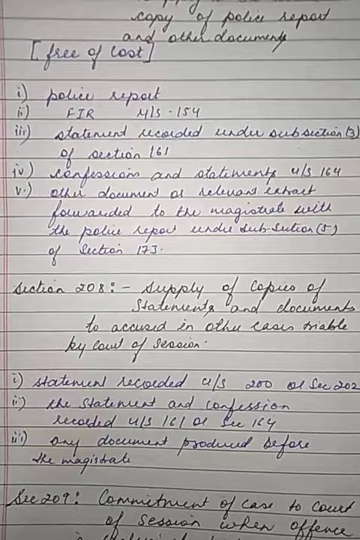 copy of police report
and other documents
[free of cost]
i) police report
ii) FIR u/s - 154
iii) statement recorded under subsection (3)
of section 161
iv) confessions and statements u/s 164
v.) other document or relevant extract
forwarded to the magistrate with
the police report under Sub-Section (5)
of Section 173.
Section 208:- Supply of Copies of
Statements and documents
to accused in other cases triable
by Court of Session.
i) statement recorded u/s 200 or Sec 202
ii) the Statement and Confession
recorded u/s 161 or Sec 164
iii) any document produced before
the magistrate
Sec 209: Commitment of case to Court
of Session when offence